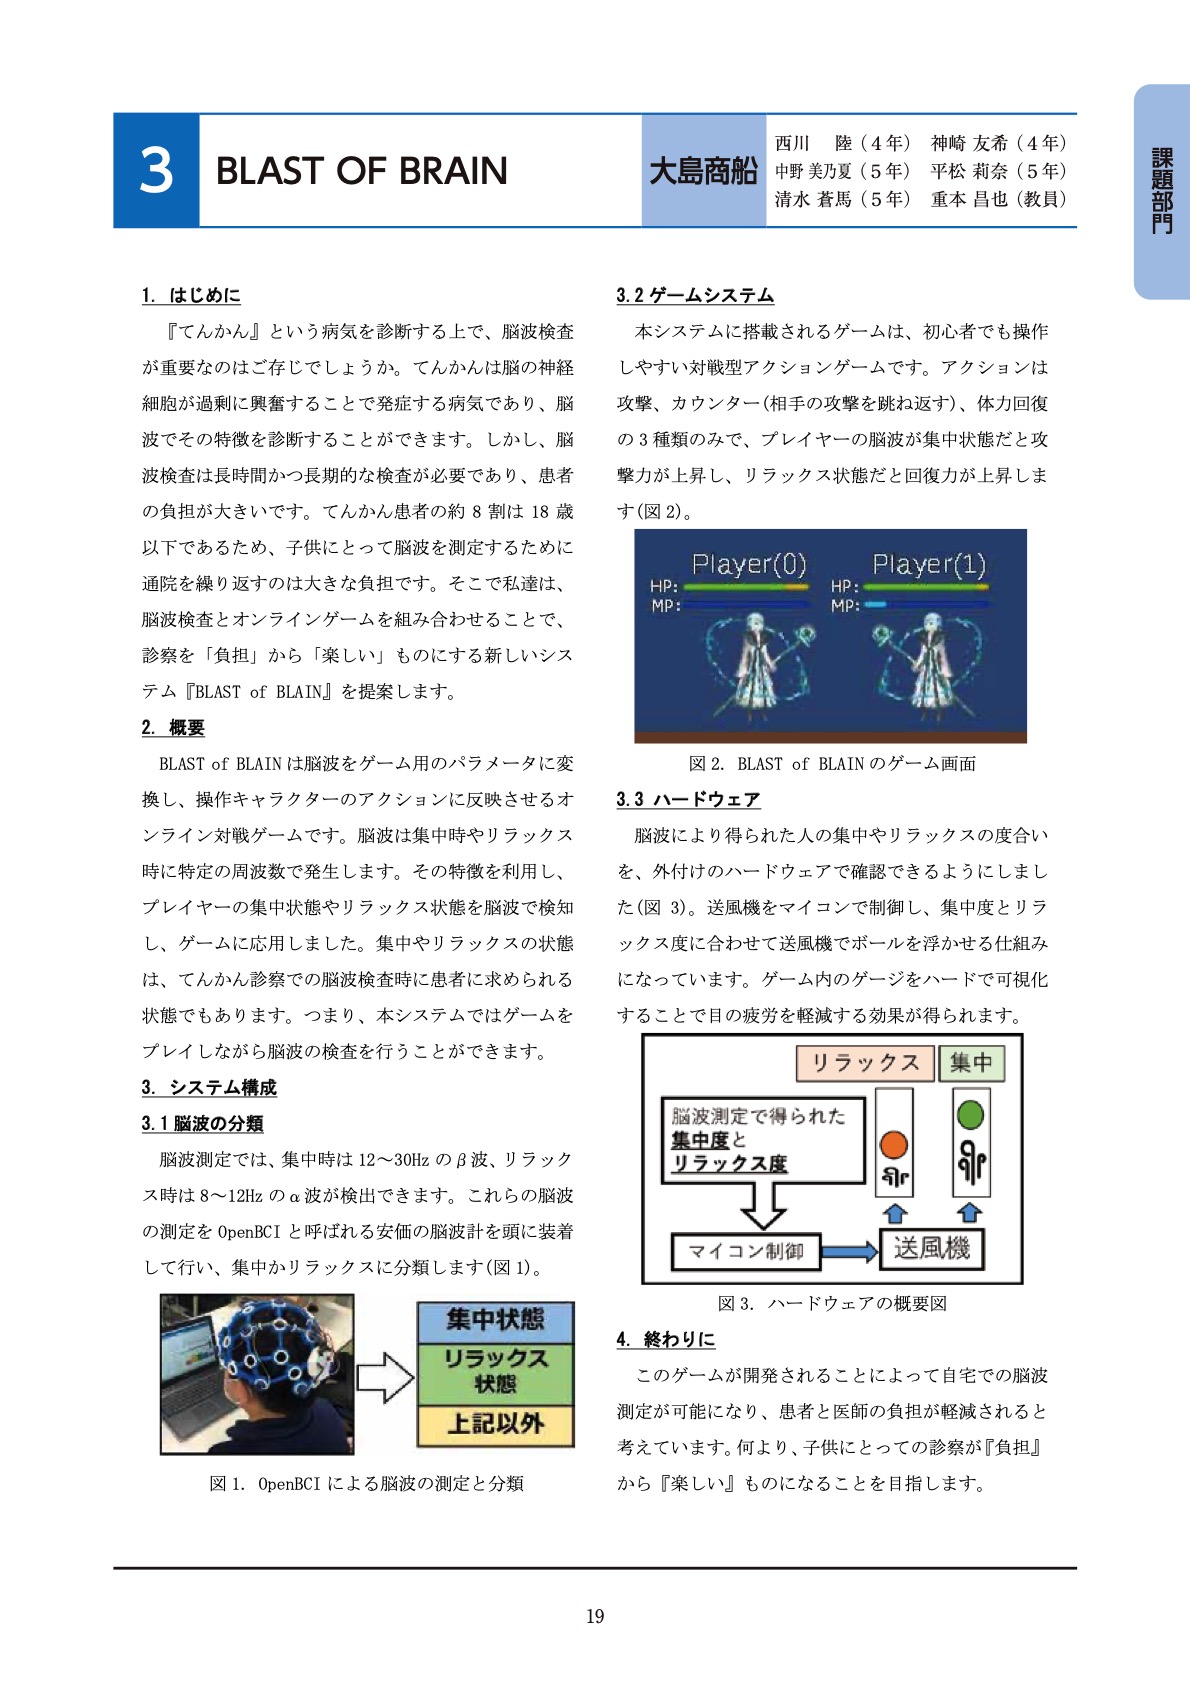 3
BLAST OF BRAIN
大島商船
西川　陸（4年）　神崎 友希（4年）
中野 美乃夏（5年）　平松 莉奈（5年）
清水 蒼馬（5年）　重本 昌也（教員）
課題部門
1. はじめに
『てんかん』という病気を診断する上で、脳波検査
が重要なのはご存じでしょうか。てんかんは脳の神経
細胞が過剰に興奮することで発症する病気であり、脳
波でその特徴を診断することができます。しかし、脳
波検査は長時間かつ長期的な検査が必要であり、患者
の負担が大きいです。てんかん患者の約 8 割は 18 歳
以下であるため、子供にとって脳波を測定するために
通院を繰り返すのは大きな負担です。そこで私達は、
脳波検査とオンラインゲームを組み合わせることで、
診察を「負担」から「楽しい」ものにする新しいシス
テム『BLAST of BLAIN』を提案します。
2. 概要
BLAST of BLAIN は脳波をゲーム用のパラメータに変
換し、操作キャラクターのアクションに反映させるオ
ンライン対戦ゲームです。脳波は集中時やリラックス
時に特定の周波数で発生します。その特徴を利用し、
プレイヤーの集中状態やリラックス状態を脳波で検知
し、ゲームに応用しました。集中やリラックスの状態
は、てんかん診察での脳波検査時に患者に求められる
状態でもあります。つまり、本システムではゲームを
プレイしながら脳波の検査を行うことができます。
3. システム構成
3.1 脳波の分類
脳波測定では、集中時は 12～30Hz のβ波、リラック
ス時は 8～12Hz のα波が検出できます。これらの脳波
の測定を OpenBCI と呼ばれる安価の脳波計を頭に装着
して行い、集中かリラックスに分類します(図 1)。
集中状態
リラックス
状態
上記以外
図 1. OpenBCI による脳波の測定と分類
3.2 ゲームシステム
本システムに搭載されるゲームは、初心者でも操作
しやすい対戦型アクションゲームです。アクションは
攻撃、カウンター(相手の攻撃を跳ね返す)、体力回復
の 3 種類のみで、プレイヤーの脳波が集中状態だと攻
撃力が上昇し、リラックス状態だと回復力が上昇しま
す(図 2)。
Player(0) Player(1)
HP: HP:
MP: MP:
図 2. BLAST of BLAIN のゲーム画面
3.3 ハードウェア
脳波により得られた人の集中やリラックスの度合い
を、外付けのハードウェアで確認できるようにしまし
た(図 3)。送風機をマイコンで制御し、集中度とリラ
ックス度に合わせて送風機でボールを浮かせる仕組み
になっています。ゲーム内のゲージをハードで可視化
することで目の疲労を軽減する効果が得られます。
リラックス 集中
脳波測定で得られた
集中度と
リラックス度
マイコン制御 送風機
図 3. ハードウェアの概要図
4. 終わりに
このゲームが開発されることによって自宅での脳波
測定が可能になり、患者と医師の負担が軽減されると
考えています。何より、子供にとっての診察が『負担』
から『楽しい』ものになることを目指します。
19